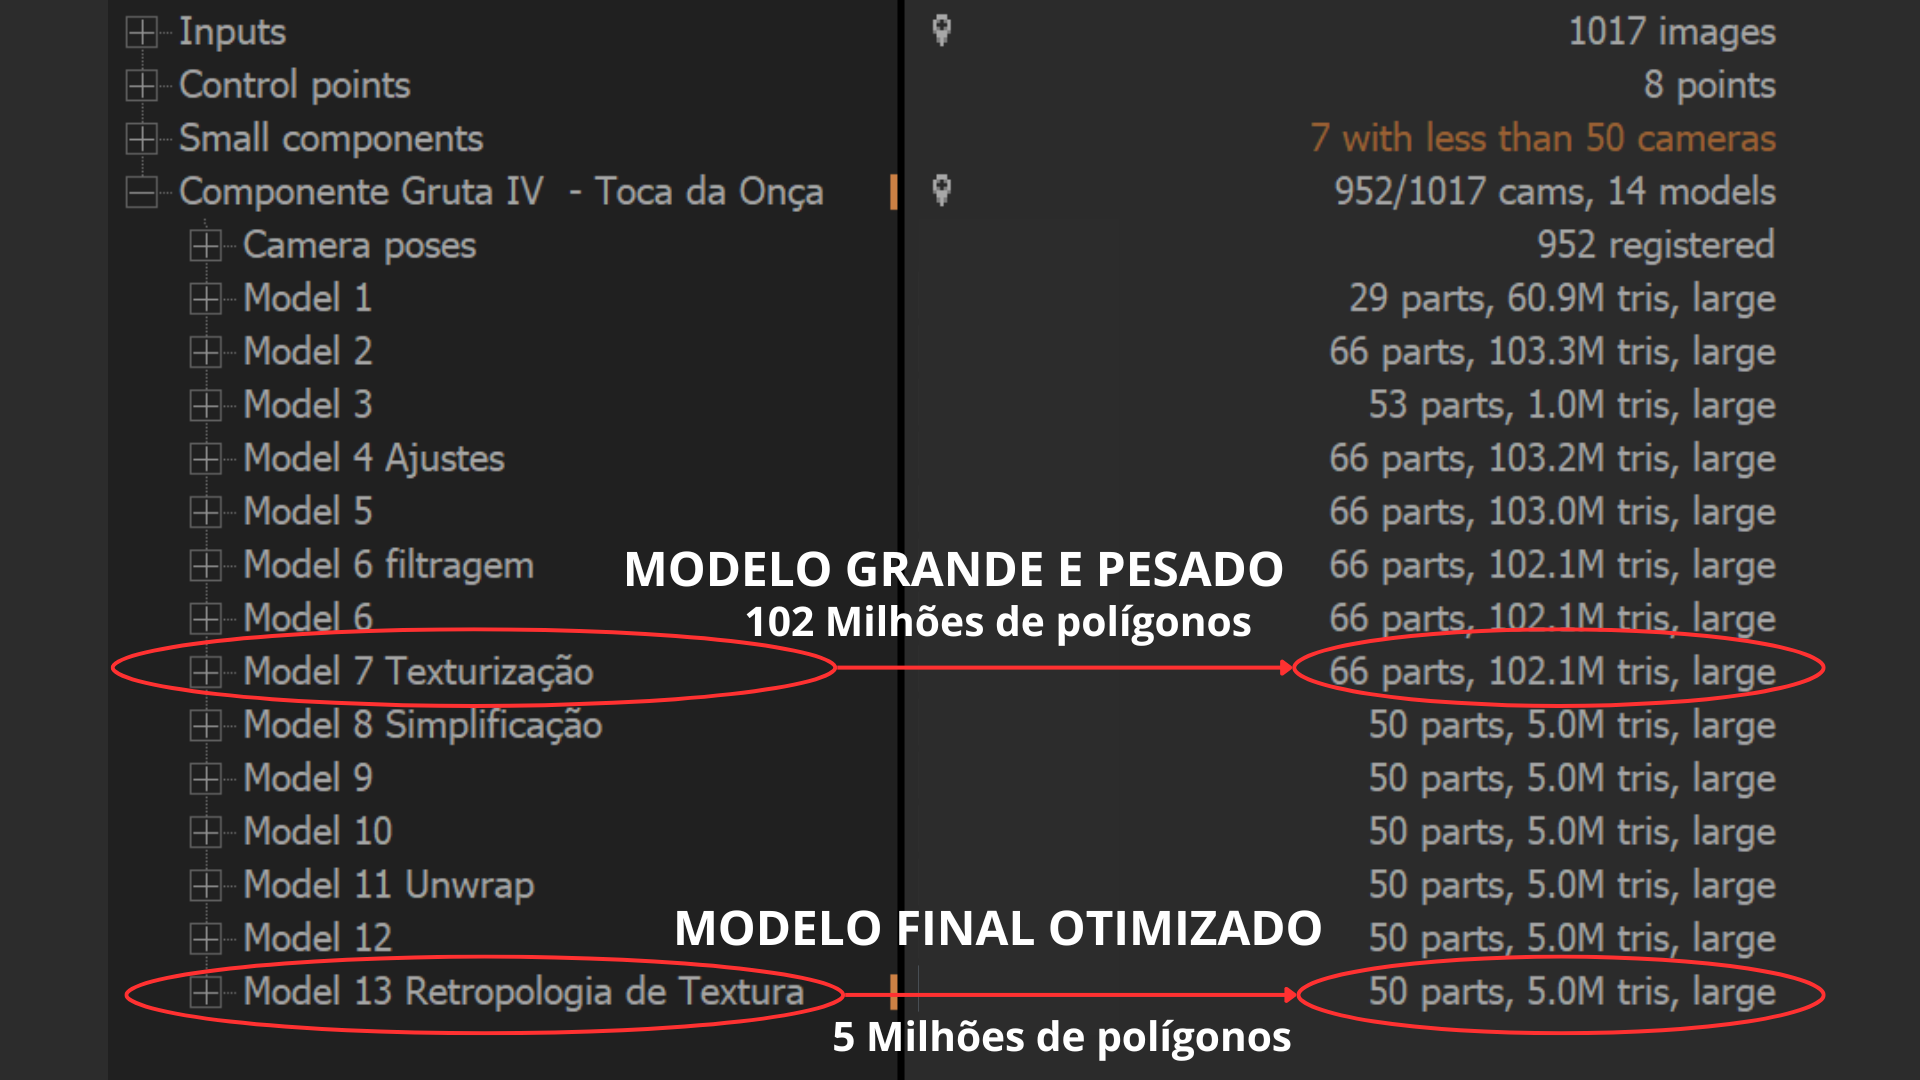 Inputs 1017 images
Control points 8 points
Small components 7 with less than 50 cameras
Componente Gruta IV - Toca da Onça 952/1017 cams, 14 models
Camera poses 952 registered
Model 1 29 parts, 60.9M tris, large
Model 2 66 parts, 103.3M tris, large
Model 3 53 parts, 1.0M tris, large
Model 4 Ajustes 66 parts, 103.2M tris, large
Model 5 66 parts, 103.0M tris, large
Model 6 filtragem 66 parts, 102.1M tris, large
MODELO GRANDE E PESADO
102 Milhões de polígonos
Model 6 66 parts, 102.1M tris, large
Model 7 Texturização 66 parts, 102.1M tris, large
Model 8 Simplificação 50 parts, 5.0M tris, large
Model 9 50 parts, 5.0M tris, large
Model 10 50 parts, 5.0M tris, large
Model 11 Unwrap 50 parts, 5.0M tris, large
MODELO FINAL OTIMIZADO
Model 12 50 parts, 5.0M tris, large
Model 13 Retropologia de Textura 50 parts, 5.0M tris, large
5 Milhões de polígonos